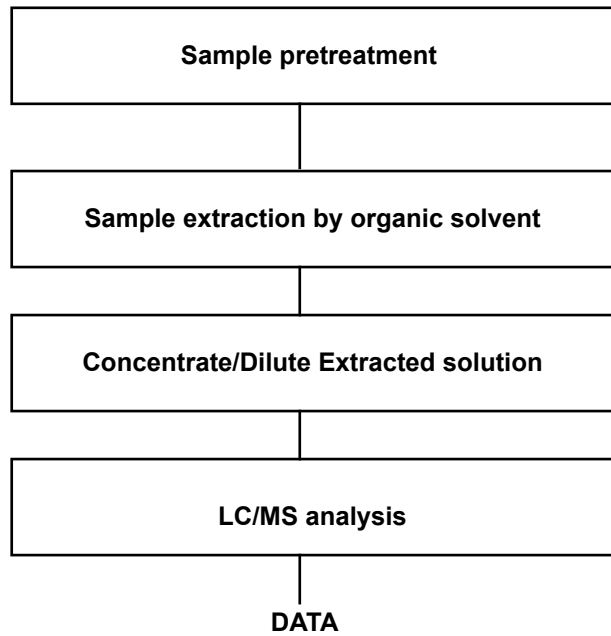 Sample pretreatment
Sample extraction by organic solvent
Concentrate/Dilute Extracted solution
LC/MS analysis
DATA